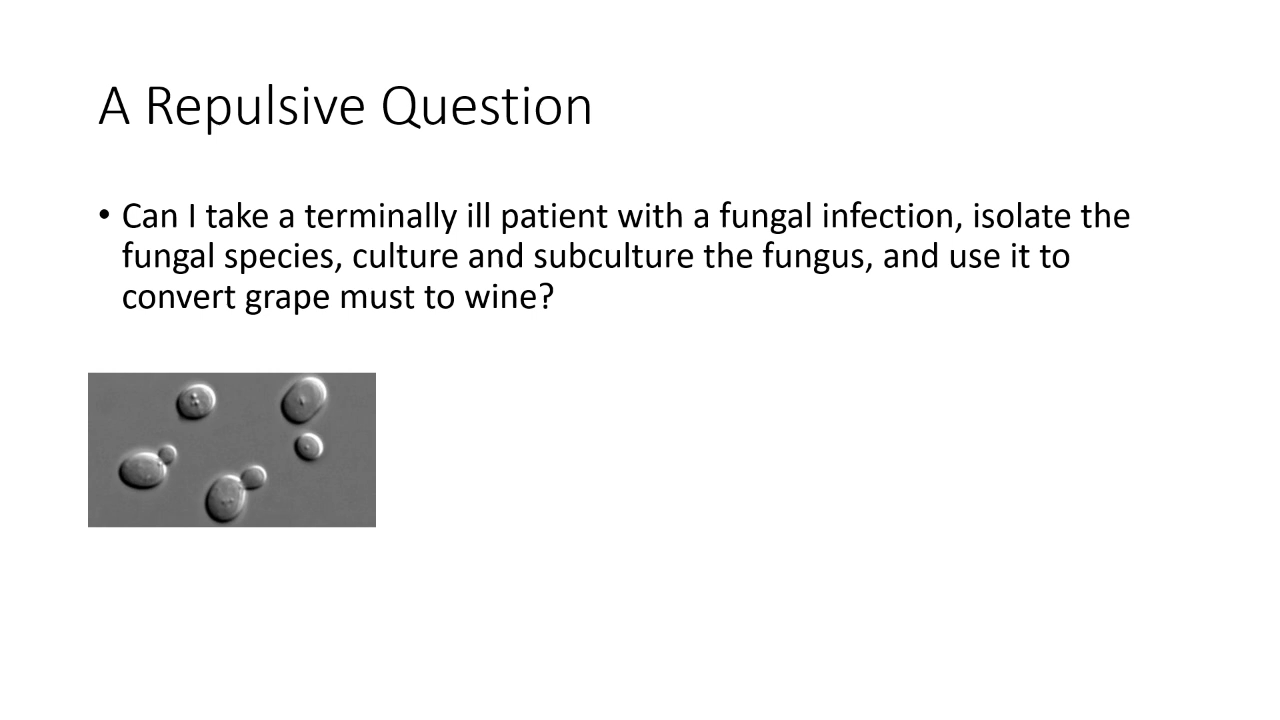 A Repulsive Question
• Can I take a terminally ill patient with a fungal infection, isolate the
fungal species, culture and subculture the fungus, and use it to
convert grape must to wine?